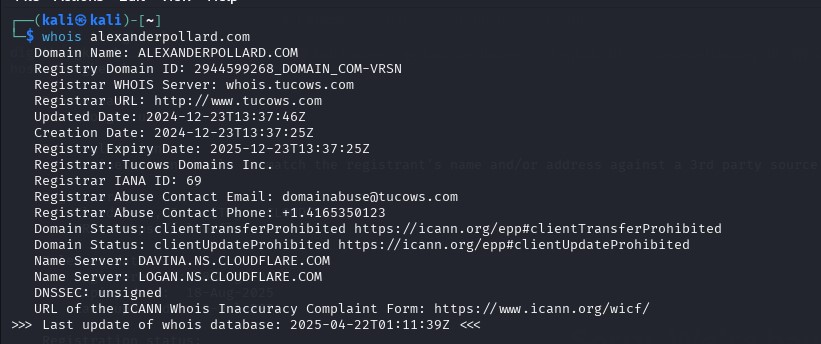 (kali㉿kali)-[~]
$ whois alexanderpollard.com
Domain Name: ALEXANDERPOLLARD.COM
Registry Domain ID: 2944599268_DOMAIN_COM-VRSN
Registrar WHOIS Server: whois.tucows.com
Registrar URL: http://www.tucows.com
Updated Date: 2024-12-23T13:37:46Z
Creation Date: 2024-12-23T13:37:25Z
Registry Expiry Date: 2025-12-23T13:37:25Z
Registrar: Tucows Domains Inc.
Registrar IANA ID: 69
Registrar Abuse Contact Email: domainabuse@tucows.com
Registrar Abuse Contact Phone: +1.4165350123
Domain Status: clientTransferProhibited https://icann.org/epp#clientTransferProhibited
Domain Status: clientUpdateProhibited https://icann.org/epp#clientUpdateProhibited
Name Server: DAVINA.NS.CLOUDFLARE.COM
Name Server: LOGAN.NS.CLOUDFLARE.COM
DNSSEC: unsigned
URL of the ICANN Whois Inaccuracy Complaint Form: https://www.icann.org/wicf/
>>> Last update of whois database: 2025-04-22T01:11:39Z <<<